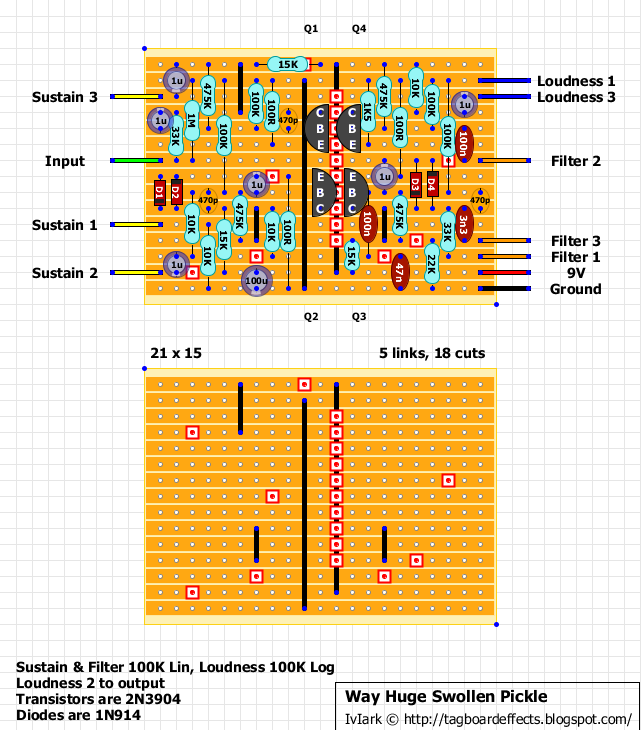 Q1 Q4
15K
1u 475K 10K Loudness 1
Sustain 3 100K 100R 1K5 100K 1u Loudness 3
1u 33K 1M 100K 470p C B E C B E 100R 100K 100n
Input Filter 2
D1 D2 1u E B C E B C 1u D3 D4
470p 475K 475K 470p
Sustain 1 10K 15K 10K 100R 100n 33K 3n3
Filter 3
10K 15K Filter 1
Sustain 2 1u 100u 47n 22K 9V
Ground
Q2 Q3
21 x 15 5 links, 18 cuts
Sustain & Filter 100K Lin, Loudness 100K Log
Loudness 2 to output
Transistors are 2N3904
Diodes are 1N914
Way Huge Swollen Pickle
IvIark © http://tagboardeffects.blogspot.com/